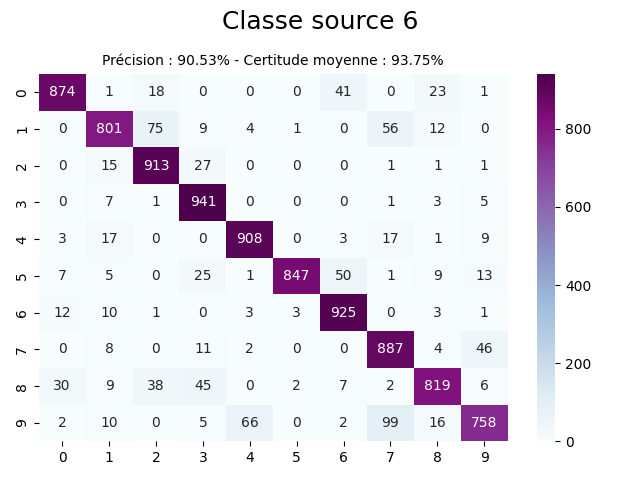 Classe source 6
Précision : 90.53% - Certitude moyenne : 93.75%
0 874 1 18 0 0 0 41 0 23 1
1 0 801 75 9 4 1 0 56 12 0
2 0 15 913 27 0 0 0 1 1 1
3 0 7 1 941 0 0 0 1 3 5
4 3 17 0 0 908 0 3 17 1 9
5 7 5 0 25 1 847 50 1 9 13
6 12 10 1 0 3 3 925 0 3 1
7 0 8 0 11 2 0 0 887 4 46
8 30 9 38 45 0 2 7 2 819 6
9 2 10 0 5 66 0 2 99 16 758
0 1 2 3 4 5 6 7 8 9
800
600
400
200
0